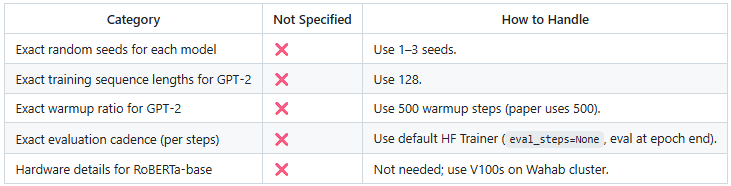 Category Not Specified How to Handle
Exact random seeds for each model ❌ Use 1–3 seeds.
Exact training sequence lengths for GPT-2 ❌ Use 128.
Exact warmup ratio for GPT-2 ❌ Use 500 warmup steps (paper uses 500).
Exact evaluation cadence (per steps) ❌ Use default HF Trainer ( eval_steps=None , eval at epoch end).
Hardware details for RoBERTa-base ❌ Not needed; use V100s on Wahab cluster.